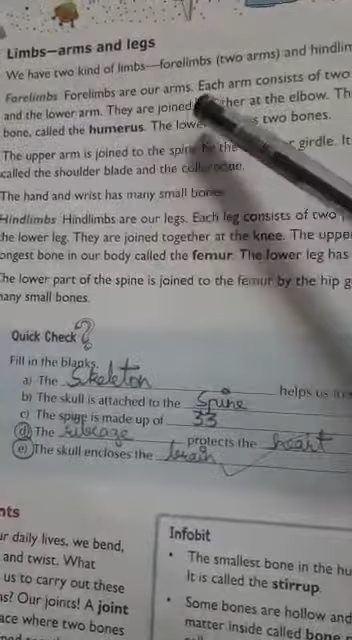 Limbs—arms and legs
We have two kind of limbs—forelimbs (two arms) and hindlim
Forelimbs Forelimbs are our arms. Each arm consists of two
and the lower arm. They are joined ther at the elbow. Th
bone, called the humerus. The lowe s two bones.
The upper arm is joined to the spine by the r girdle. It
called the shoulder blade and the collarbone.
The hand and wrist has many small bones
Hindlimbs Hindlimbs are our legs. Each leg consists of two
the lower leg. They are joined together at the knee. The uppe
ongest bone in our body called the femur. The lower leg has
The lower part of the spine is joined to the femur by the hip g
many small bones.
Quick Check?
Fill in the blanks.
a) The Skeleton helps us
b) The skull is attached to the Spine
c) The spine is made up of 33
d) The ribcage protects the heart
e) The skull encloses the brain
nts
ur daily lives, we bend,
and twist. What
us to carry out these
s? Our joints! A joint
ace where two bones
Infobit
• The smallest bone in the hu
It is called the stirrup.
• Some bones are hollow and
matter inside called bone